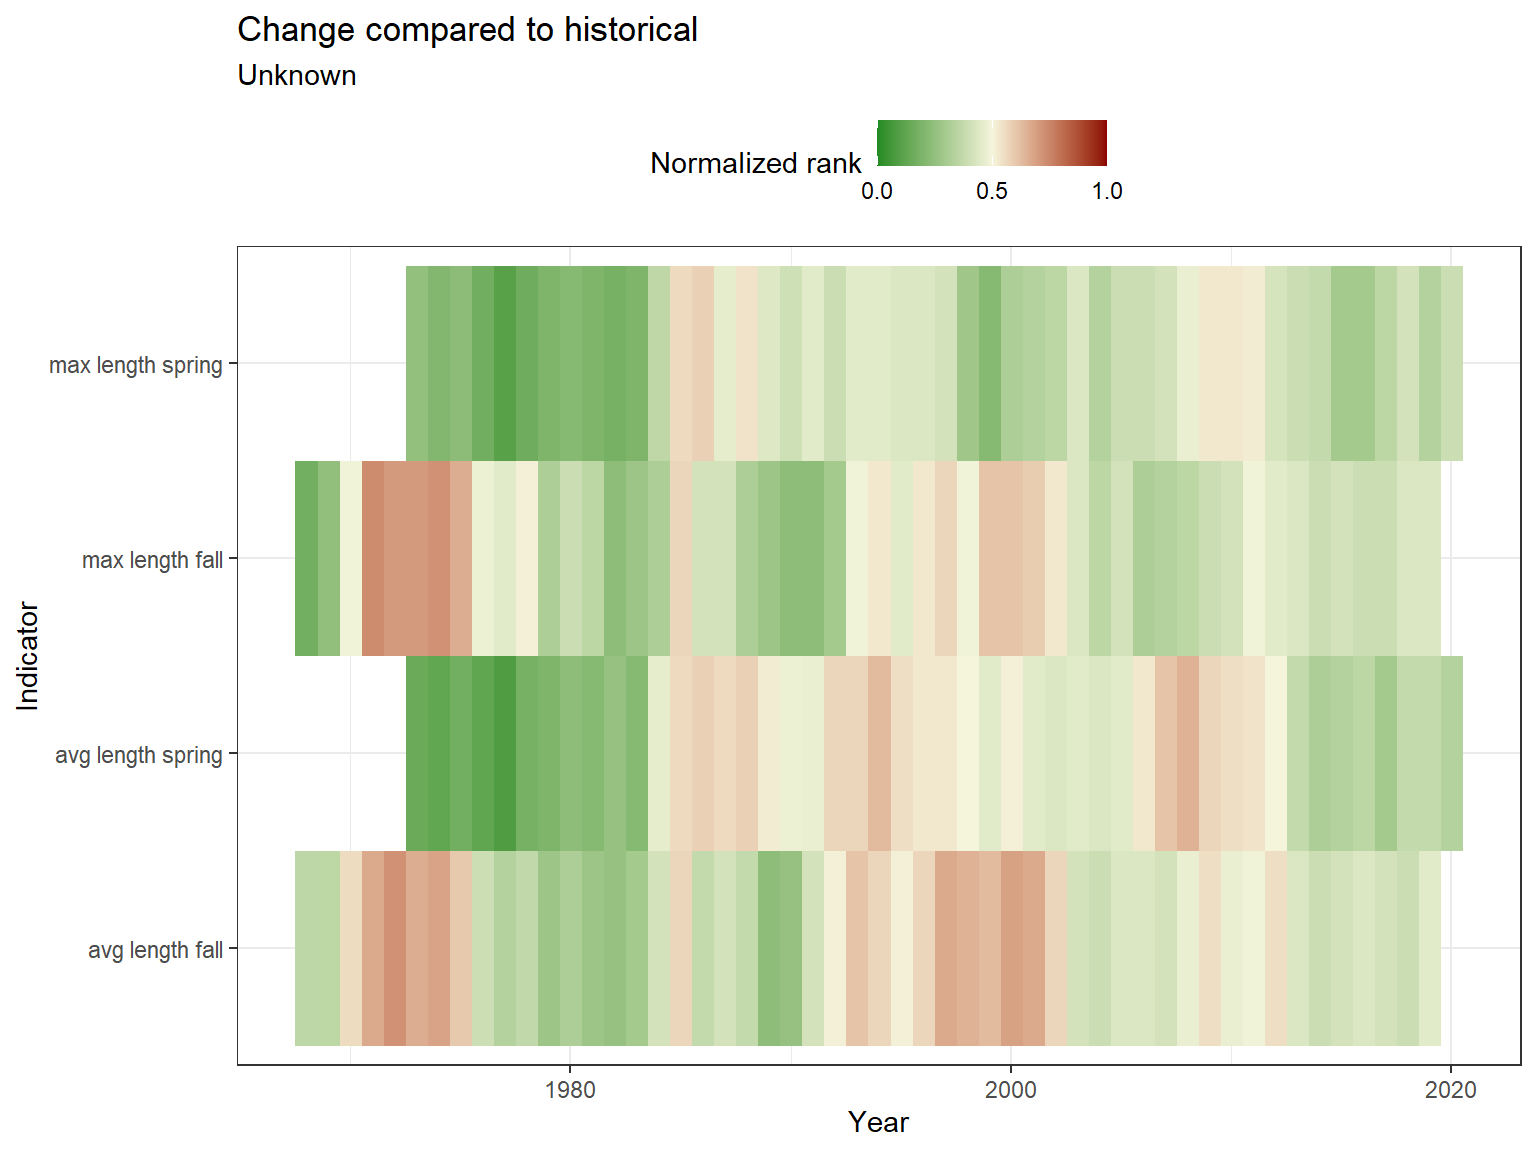 Change compared to historical
Unknown
Normalized rank
0.0 0.5 1.0
max length spring
max length fall
avg length spring
avg length fall
Indicator
1980 2000 2020
Year